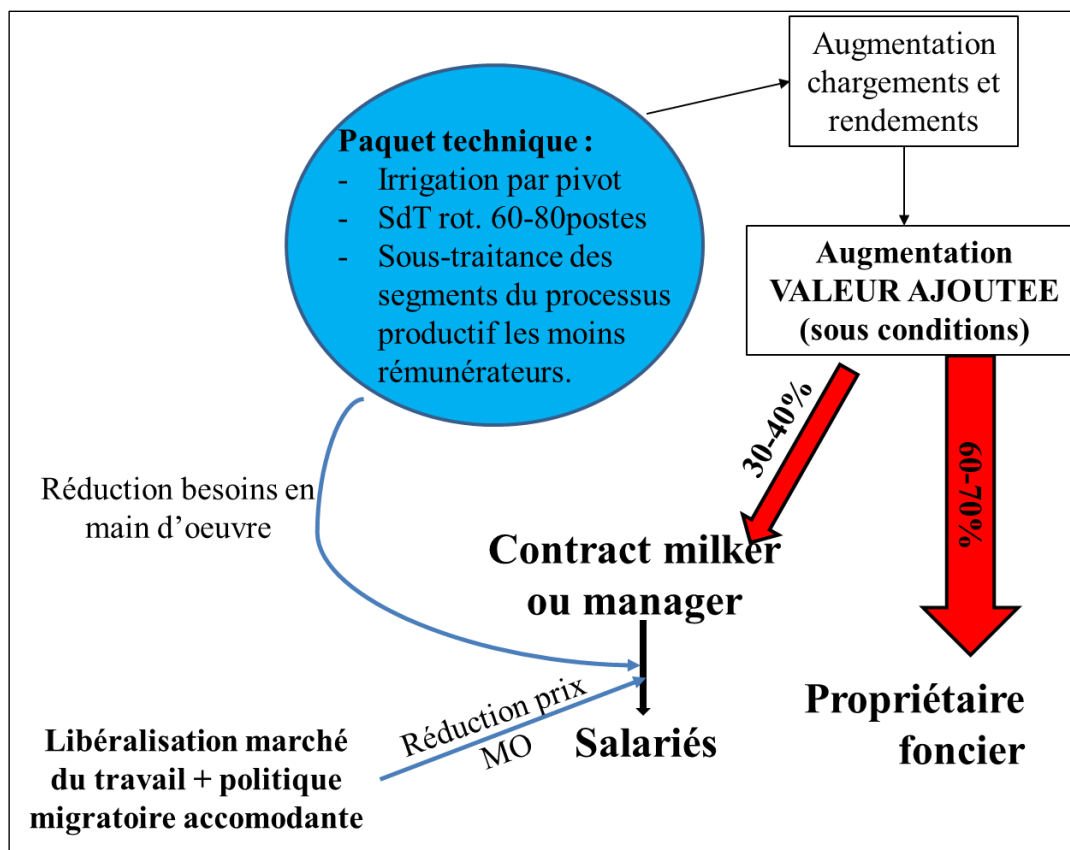 Augmentation
chargements et
rendements
Paquet technique :
- Irrigation par pivot
- SdT rot. 60-80postes
- Sous-traitance des
segments du processus
productif les moins
rémunérateurs.
Augmentation
VALEUR AJOUTEE
(sous conditions)
30-40%
60-70%
Réduction besoins en
main d’oeuvre
Contract milker
ou manager
Réduction prix
MO
Salariés
Propriétaire
foncier
Libéralisation marché
du travail + politique
migratoire accomodante